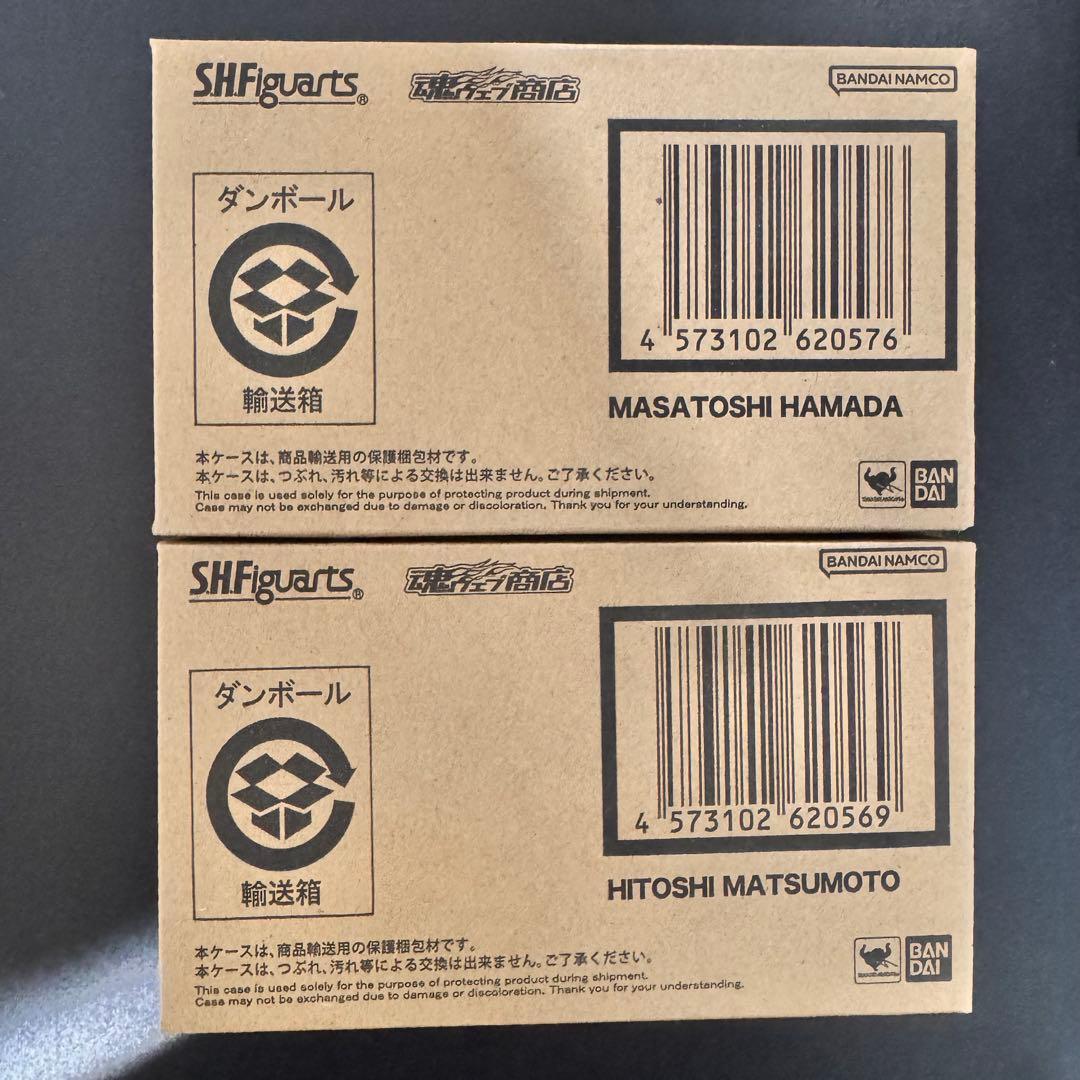 S.H.Figuarts®
魂ウェブ商店
BANDAI NAMCO
ダンボール
輸送箱
4 573102 620576
MASATOSHI HAMADA
本ケースは、商品輸送用の保護梱包材です。
本ケースは、つぶれ、汚れ等による交換は出来ません。ご了承ください。
This case is used solely for the purpose of protecting product during shipment.
Case may not be exchanged due to damage or discoloration. Thank you for your understanding.
BAN
DAI
S.H.Figuarts®
魂ウェブ商店
BANDAI NAMCO
ダンボール
輸送箱
4 573102 620569
HITOSHI MATSUMOTO
本ケースは、商品輸送用の保護梱包材です。
本ケースは、つぶれ、汚れ等による交換は出来ません。ご了承ください。
This case is used solely for the purpose of protecting product during shipment.
Case may not be exchanged due to damage or discoloration. Thank you for your understanding.
BAN
DAI